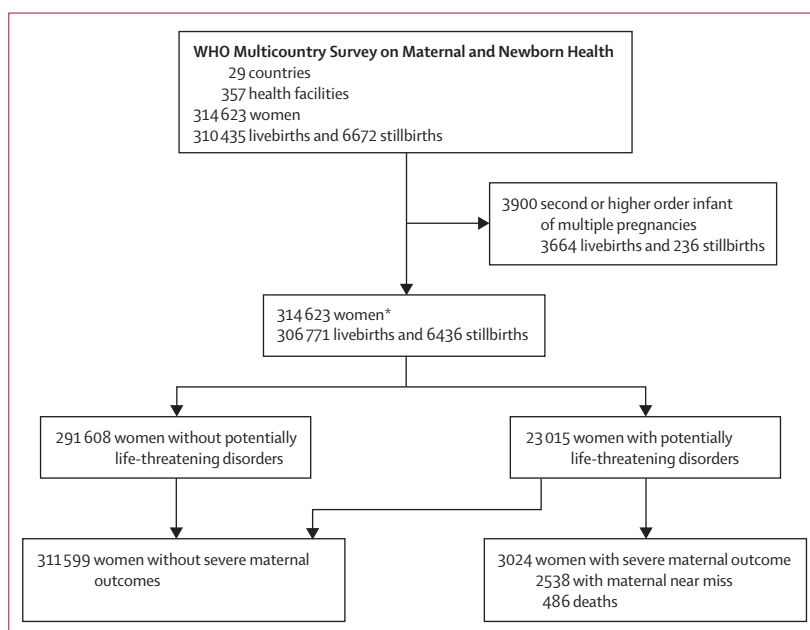 WHO Multicountry Survey on Maternal and Newborn Health
29 countries
357 health facilities
314 623 women
310 435 livebirths and 6672 stillbirths
3900 second or higher order infant
of multiple pregnancies
3664 livebirths and 236 stillbirths
314 623 women*
306 771 livebirths and 6436 stillbirths
291 608 women without potentially
life-threatening disorders
23 015 women with potentially
life-threatening disorders
311 599 women without severe maternal
outcomes
3024 women with severe maternal outcome
2538 with maternal near miss
486 deaths